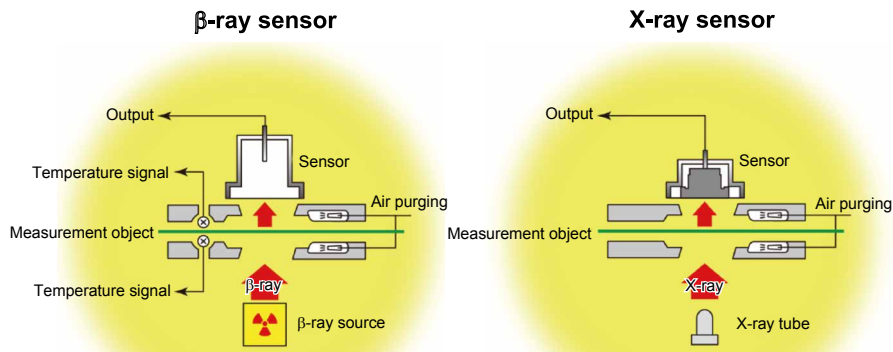 β-ray sensor
Output
Sensor
Temperature signal
Air purging
Measurement object
β-ray
Temperature signal
β-ray source
X-ray sensor
Output
Sensor
Air purging
Measurement object
X-ray
X-ray tube